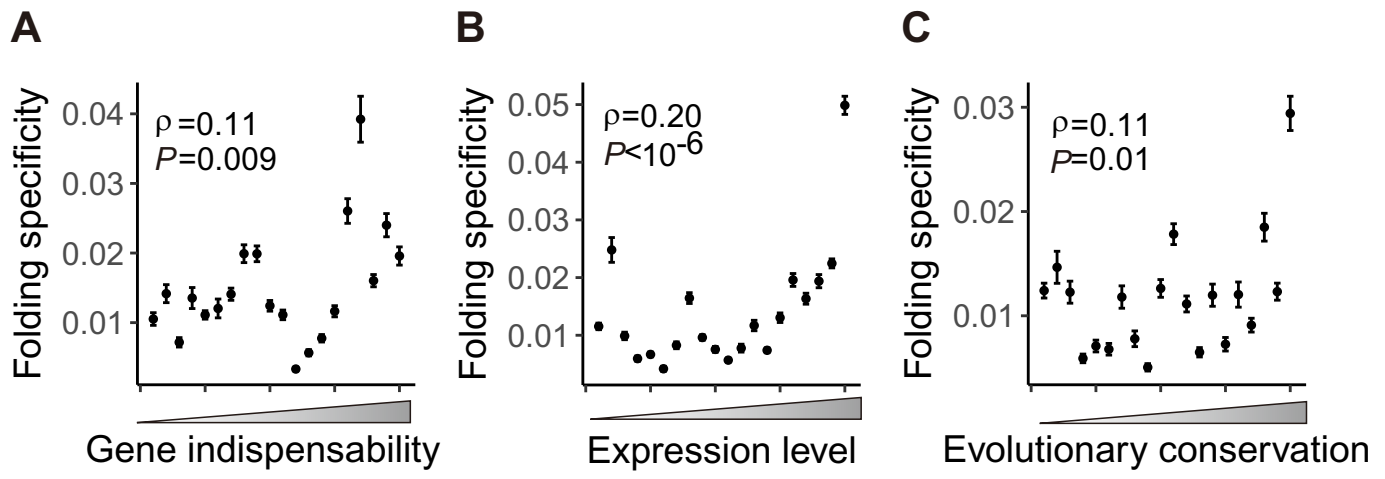 A
Folding specificity
0.04
0.03
0.02
0.01
ρ=0.11
P=0.009
Gene indispensability
B
Folding specificity
0.05
0.04
0.03
0.02
0.01
ρ=0.20
P<10⁻⁶
Expression level
C
Folding specificity
0.03
0.02
0.01
ρ=0.11
P=0.01
Evolutionary conservation